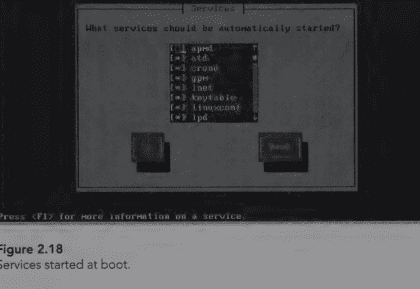 Services
What services should be automatically started?
[ ] apmd
[*] atd
[*] crond
[*] gpm
[*] inet
[*] keytable
[*] linuxconf
[*] lpd
Press <F1> for more information on a service.
Figure 2.18
Services started at boot.